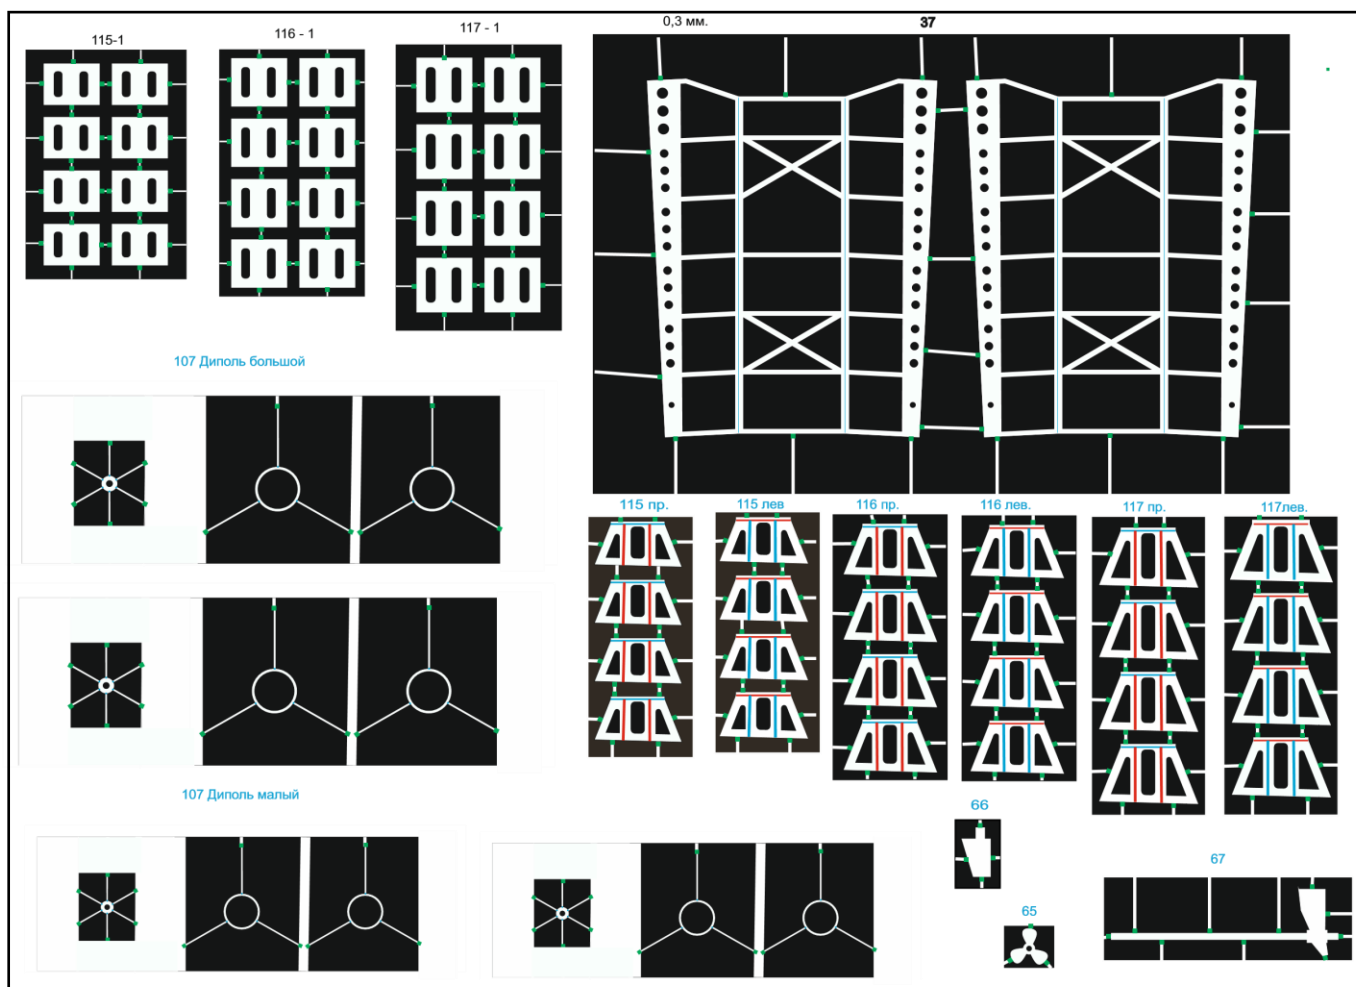 0,3 мм.
37
115-1
116 - 1
117 - 1
107 Диполь большой
115 пр.
115 лев
116 пр.
116 лев.
117 пр.
117лев.
107 Диполь малый
66
67
65